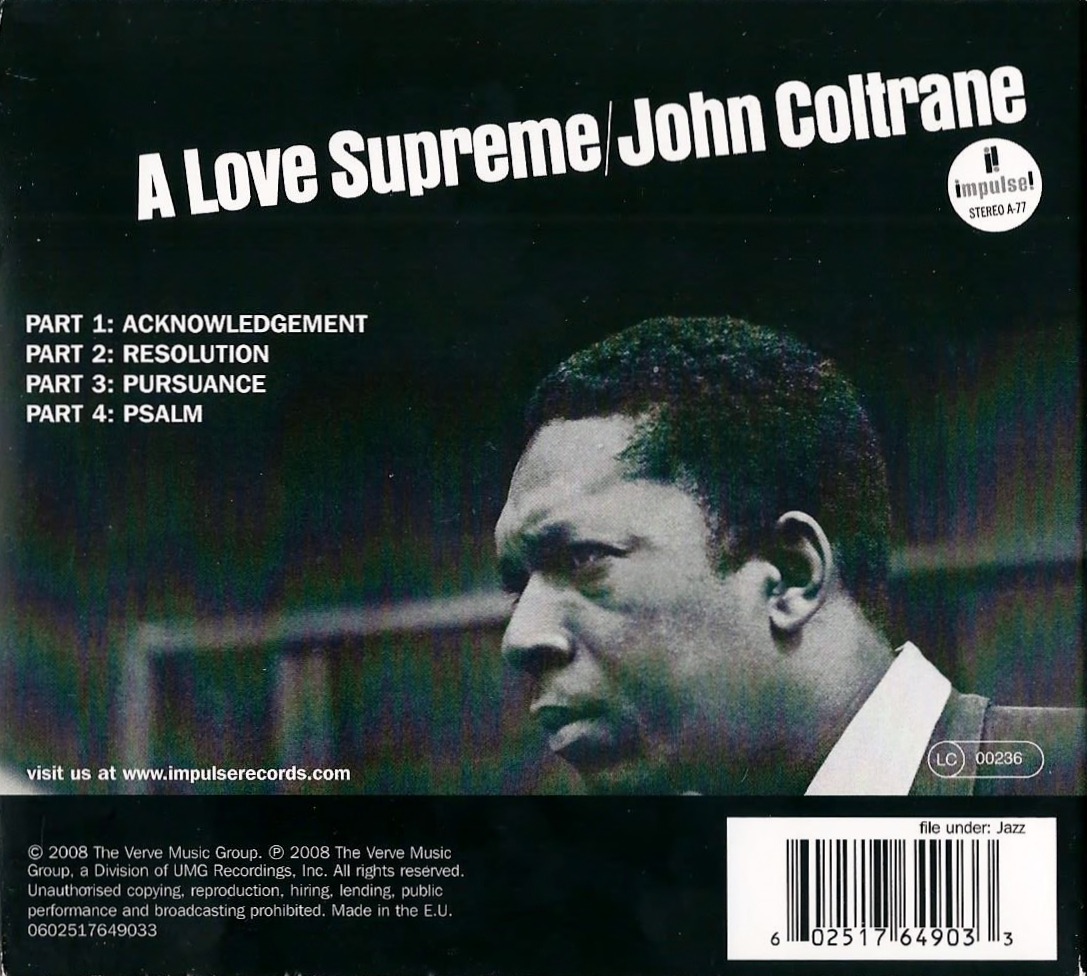 A Love Supreme/John Coltrane
i!
impulse!
STEREO A-77
PART 1: ACKNOWLEDGEMENT
PART 2: RESOLUTION
PART 3: PURSUANCE
PART 4: PSALM
visit us at www.impulserecords.com
LC 00236
© 2008 The Verve Music Group. ℗ 2008 The Verve Music
Group, a Division of UMG Recordings, Inc. All rights reserved.
Unauthorised copying, reproduction, hiring, lending, public
performance and broadcasting prohibited. Made in the E.U.
0602517649033
file under: Jazz
6 02517 64903 3